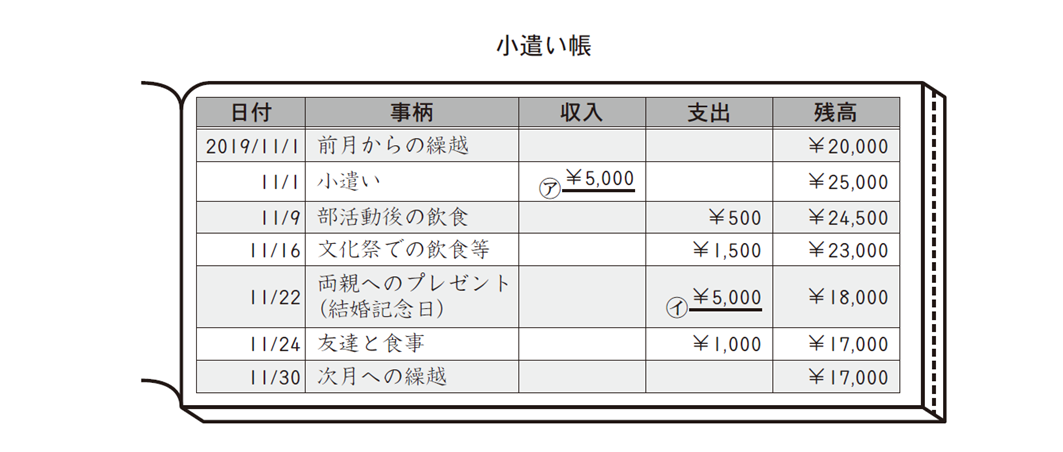 小遣い帳
日付 事柄 収入 支出 残高
2019/11/1 前月からの繰越 ¥20,000
11/1 小遣い ㋐¥5,000 ¥25,000
11/9 部活動後の飲食 ¥500 ¥24,500
11/16 文化祭での飲食等 ¥1,500 ¥23,000
11/22 両親へのプレゼント
(結婚記念日) ㋑¥5,000 ¥18,000
11/24 友達と食事 ¥1,000 ¥17,000
11/30 次月への繰越 ¥17,000